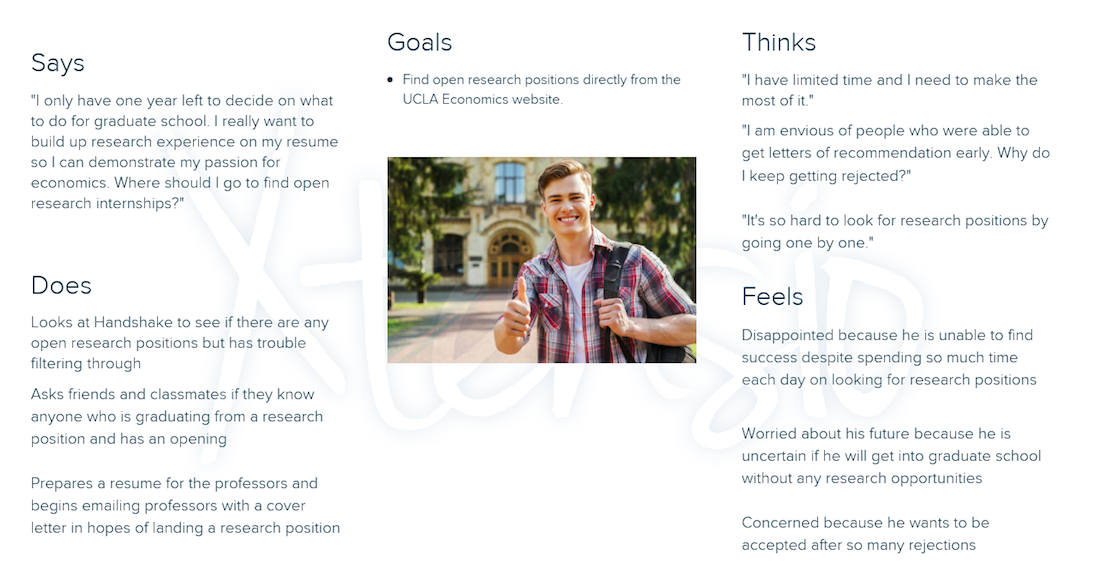 Says
"I only have one year left to decide on what
to do for graduate school. I really want to
build up research experience on my resume
so I can demonstrate my passion for
economics. Where should I go to find open
research internships?"
Does
Looks at Handshake to see if there are any
open research positions but has trouble
filtering through
Asks friends and classmates if they know
anyone who is graduating from a research
position and has an opening
Prepares a resume for the professors and
begins emailing professors with a cover
letter in hopes of landing a research position
Goals
• Find open research positions directly from the
UCLA Economics website.
Thinks
"I have limited time and I need to make the
most of it."
"I am envious of people who were able to
get letters of recommendation early. Why do
I keep getting rejected?"
"It's so hard to look for research positions by
going one by one."
Feels
Disappointed because he is unable to find
success despite spending so much time
each day on looking for research positions
Worried about his future because he is
uncertain if he will get into graduate school
without any research opportunities
Concerned because he wants to be
accepted after so many rejections
Xtensio